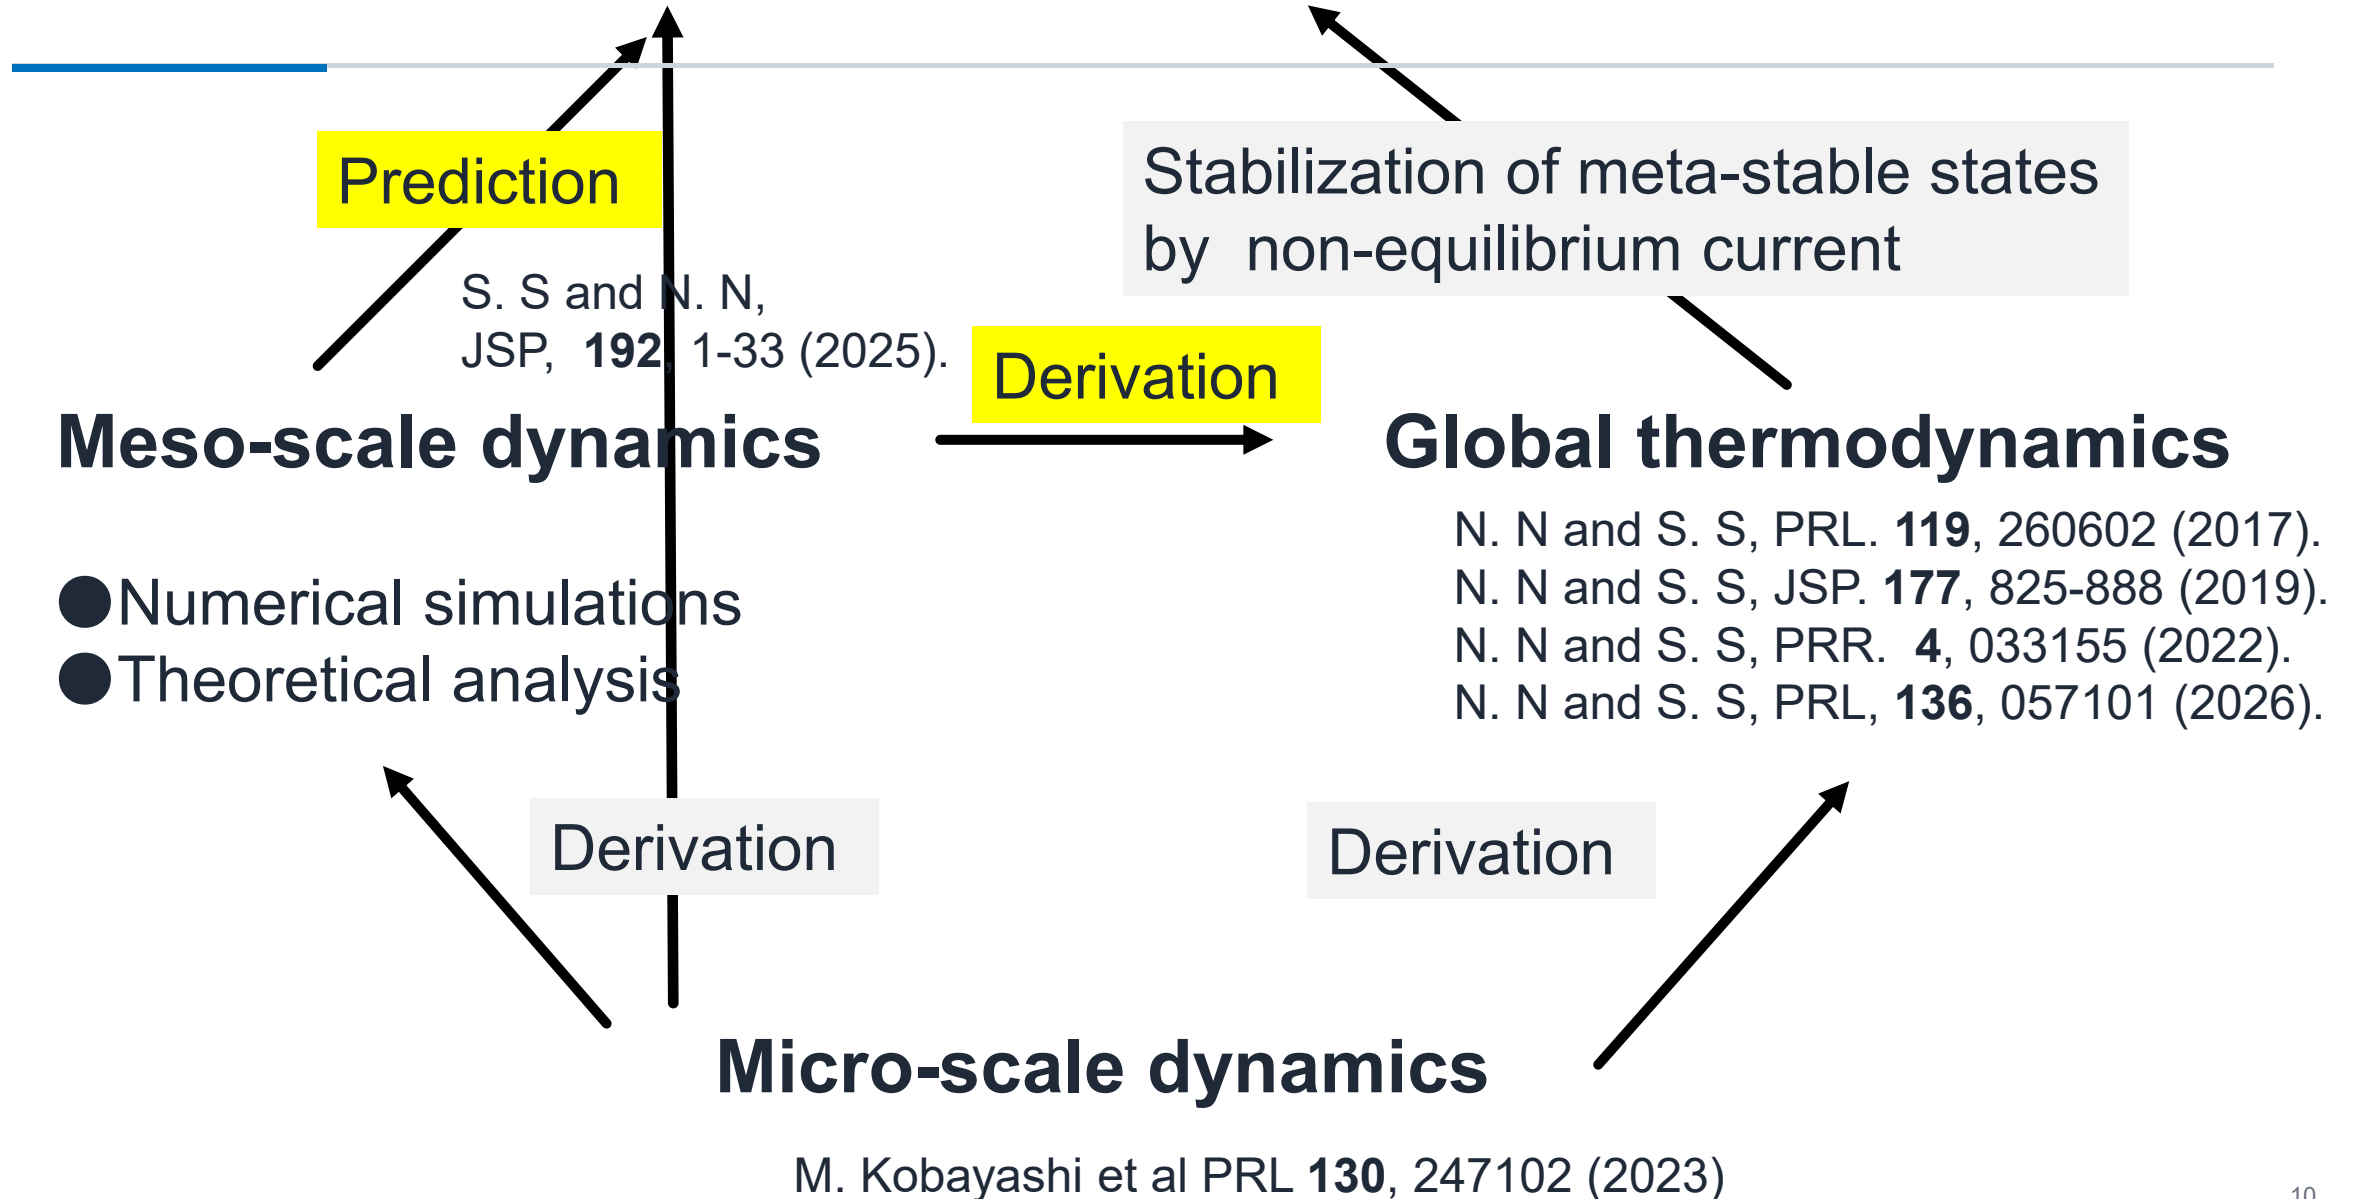 Prediction
Stabilization of meta-stable states
by non-equilibrium current
S. S and N. N,
JSP, 192, 1-33 (2025).
Derivation
Meso-scale dynamics
Global thermodynamics
N. N and S. S, PRL. 119, 260602 (2017).
N. N and S. S, JSP. 177, 825-888 (2019).
N. N and S. S, PRR. 4, 033155 (2022).
N. N and S. S, PRL, 136, 057101 (2026).
●Numerical simulations
●Theoretical analysis
Derivation
Derivation
Micro-scale dynamics
M. Kobayashi et al PRL 130, 247102 (2023)
10